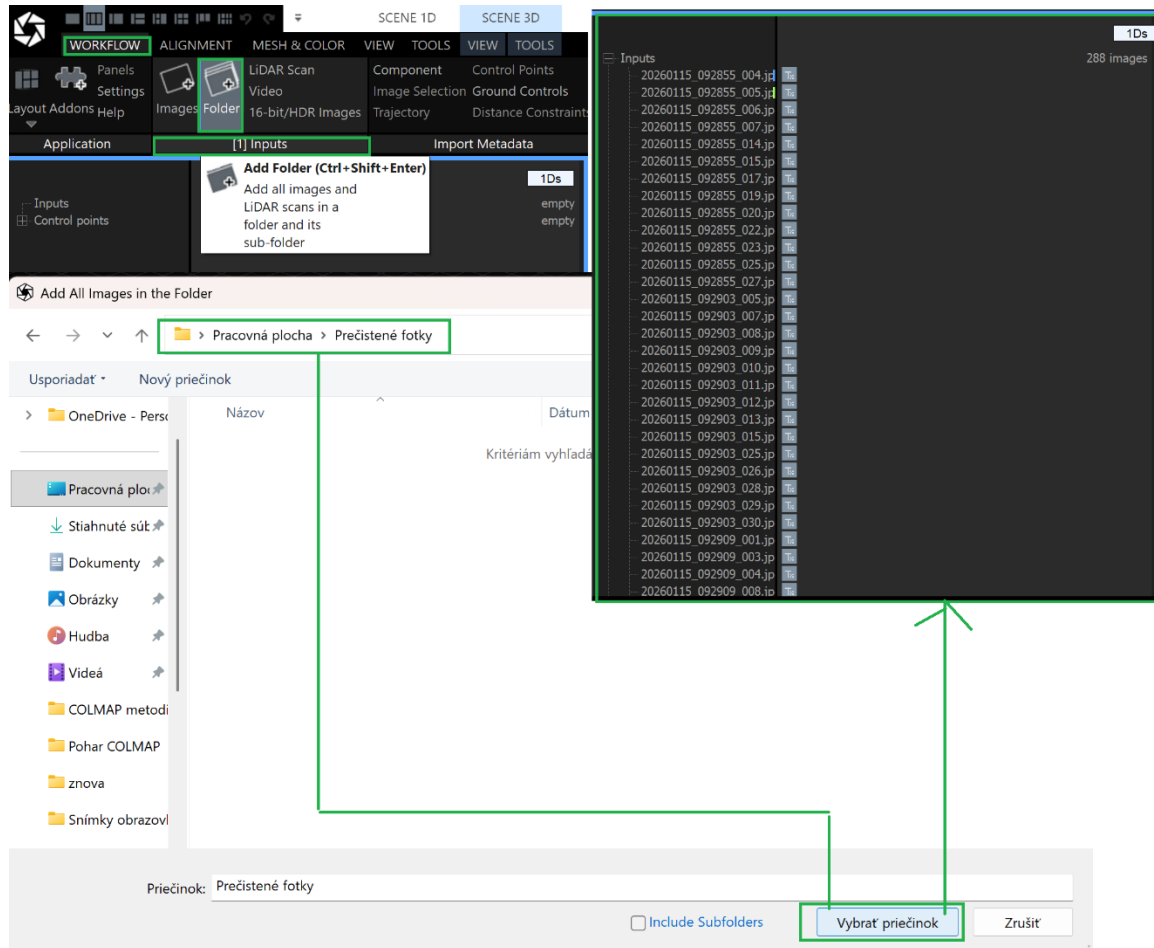 SCENE 1D SCENE 3D
WORKFLOW ALIGNMENT MESH & COLOR VIEW TOOLS VIEW TOOLS
Layout Addons
Panels
Settings
Help
Images Folder
LiDAR Scan
Video
16-bit/HDR Images
Component
Image Selection
Trajectory
Control Points
Ground Controls
Distance Constraints
Application [1] Inputs Import Metadata
Add Folder (Ctrl+Shift+Enter)
Add all images and
LiDAR scans in a
folder and its
sub-folder
1Ds
Inputs empty
Control points empty
1Ds
Inputs 288 images
20260115_092855_004.jp
20260115_092855_005.jp
20260115_092855_006.jp
20260115_092855_007.jp
20260115_092855_014.jp
20260115_092855_015.jp
20260115_092855_017.jp
20260115_092855_019.jp
20260115_092855_020.jp
20260115_092855_022.jp
20260115_092855_023.jp
20260115_092855_025.jp
20260115_092855_027.jp
20260115_092903_005.jp
20260115_092903_007.jp
20260115_092903_008.jp
20260115_092903_009.jp
20260115_092903_010.jp
20260115_092903_011.jp
20260115_092903_012.jp
20260115_092903_013.jp
20260115_092903_015.jp
20260115_092903_025.jp
20260115_092903_026.jp
20260115_092903_028.jp
20260115_092903_029.jp
20260115_092903_030.jp
20260115_092909_001.jp
20260115_092909_003.jp
20260115_092909_004.jp
20260115_092909_008.jp
Add All Images in the Folder
Pracovná plocha > Prečistené fotky
Usporiadať Nový priečinok
Názov Dátum
Kritériám vyhľadá
OneDrive - Perso
Pracovná ploc
Stiahnuté súb
Dokumenty
Obrázky
Hudba
Videá
COLMAP metodi
Pohar COLMAP
znova
Snímky obrazovk
Priečinok: Prečistené fotky
Include Subfolders Vybrať priečinok Zrušiť